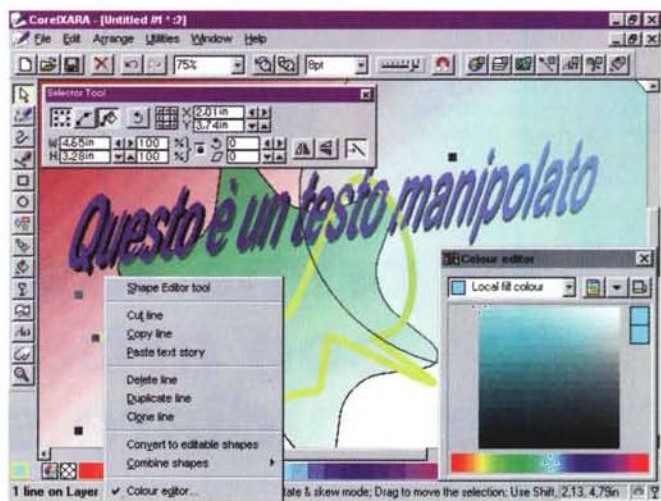 CorelXARA - [Untitled #1 * :2]
File Edit Arrange Utilities Window Help
75%
8pt
Selector Tool
X 2.01in
Y 3.74in
W 4.65in 100 % 0
H 3.28in 100 % 0
Questo è un testo manipolato
Colour editor
Local fill colour
Shape Editor tool
Cut line
Copy line
Paste text story
Delete line
Duplicate line
Clone line
Convert to editable shapes
Combine shapes
Colour editor...
1 line on Layer
& skew mode; Drag to move the selection; Use Shift, 2.13, 4.79in